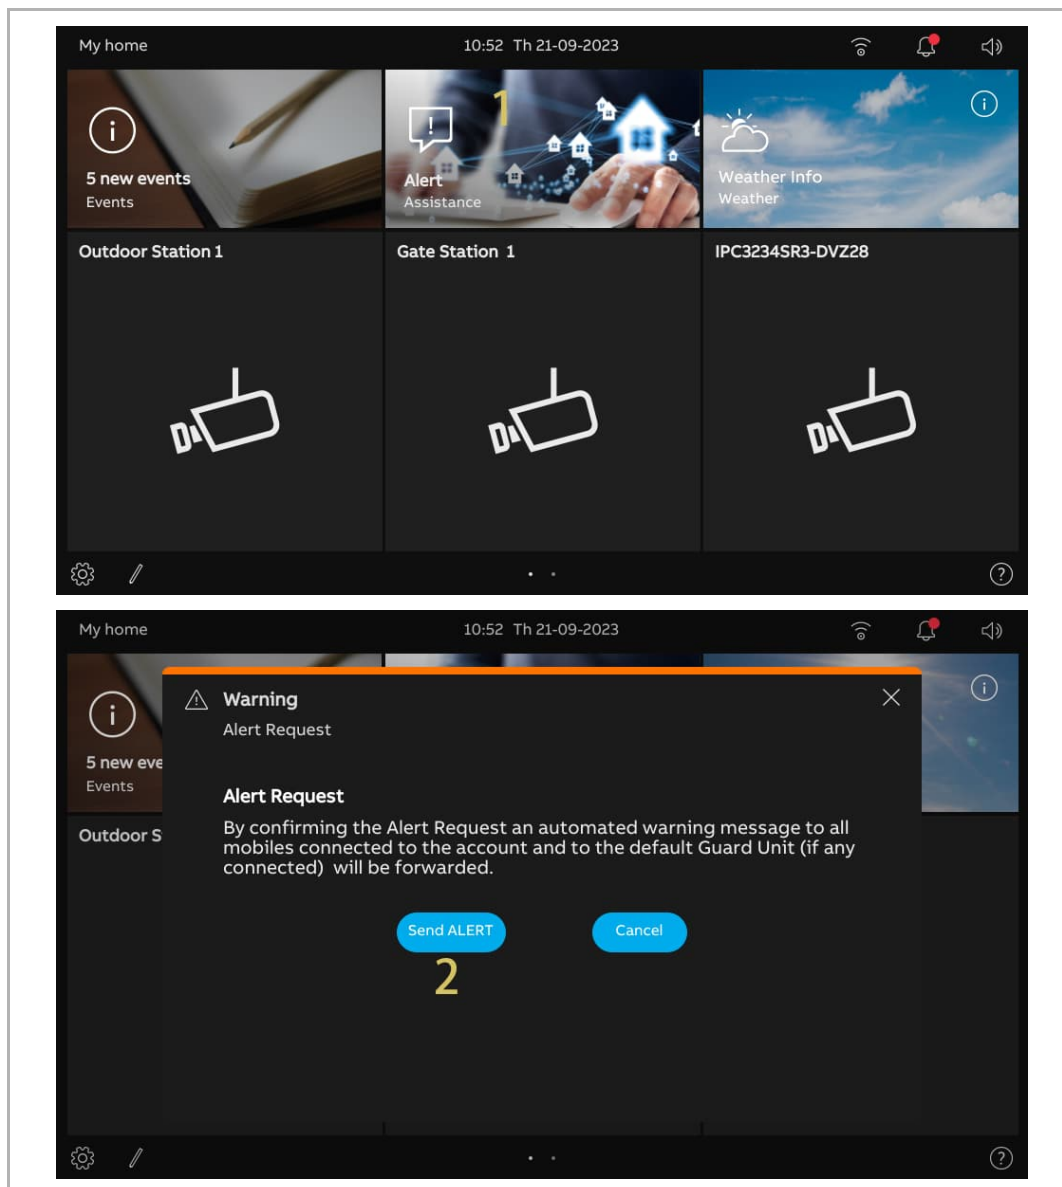 My home
10:52 Th 21-09-2023
1
5 new events
Events
Alert
Assistance
Weather Info
Weather
Outdoor Station 1
Gate Station 1
IPC3234SR3-DVZ28
My home
10:52 Th 21-09-2023
5 new eve
Events
Outdoor S
Warning
Alert Request
Alert Request
By confirming the Alert Request an automated warning message to all
mobiles connected to the account and to the default Guard Unit (if any
connected) will be forwarded.
Send ALERT
Cancel
2